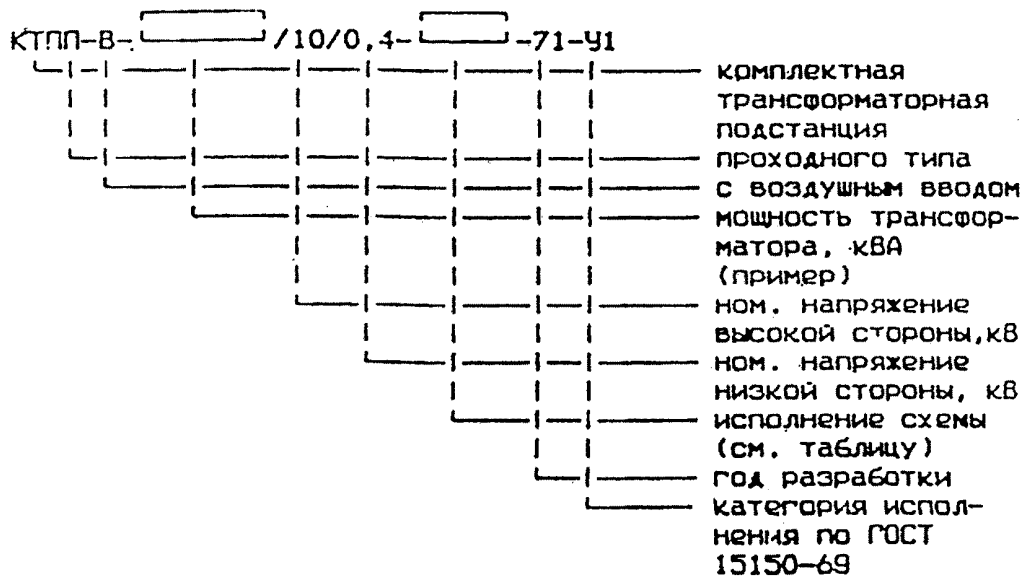 КТПП-В- /10/0,4- -71-У1
комплектная
трансформаторная
подстанция
проходного типа
с воздушным вводом
мощность трансфор-
матора, кВА
(пример)
ном. напряжение
высокой стороны,кВ
ном. напряжение
низкой стороны, кВ
исполнение схемы
(см. таблицу)
год разработки
категория испол-
нения по ГОСТ
15150-69